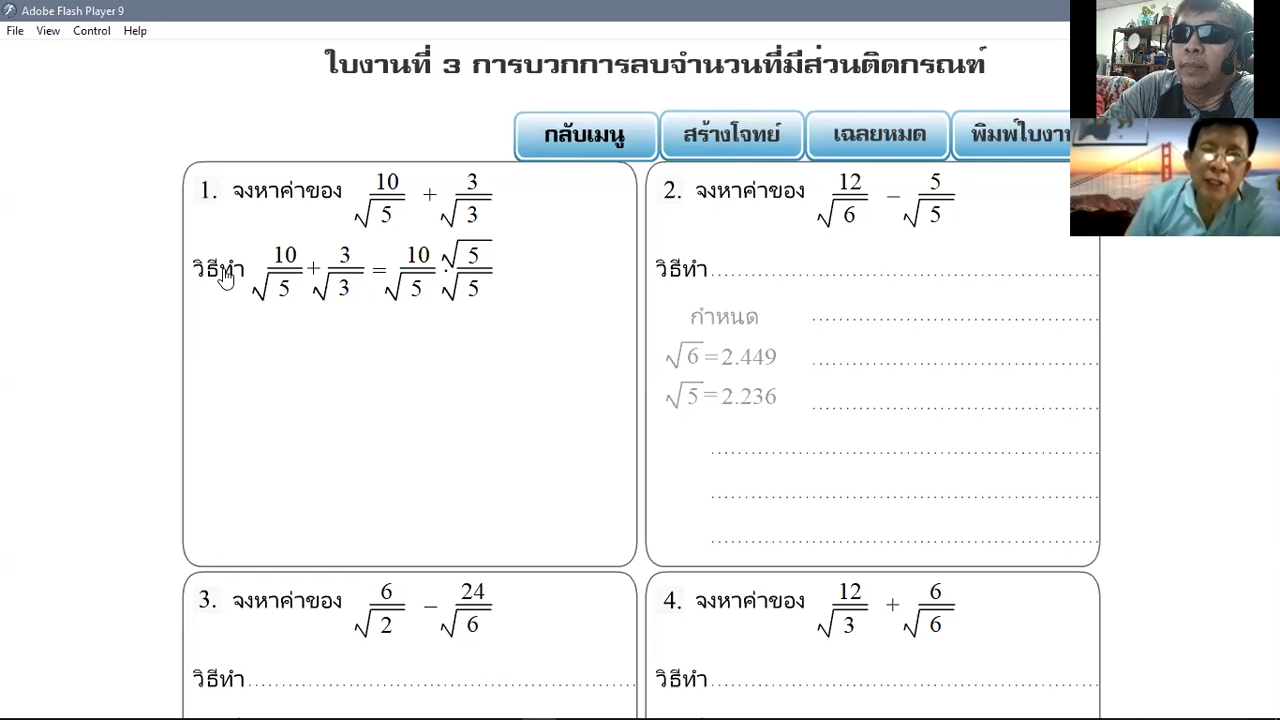 Adobe Flash Player 9
File View Control Help
ใบงานที่ 3 การบวกการลบจำนวนที่มีส่วนติดกรณฑ์
กลับเมนู สร้างโจทย์ เฉลยหมด พิมพ์ใบงาน
1. จงหาค่าของ 10/√5 + 3/√3
วิธีทำ 10/√5 + 3/√3 = 10/√5 · √5/√5
2. จงหาค่าของ 12/√6 − 5/√5
วิธีทำ
กำหนด
√6 = 2.449
√5 = 2.236
3. จงหาค่าของ 6/√2 − 24/√6
วิธีทำ
4. จงหาค่าของ 12/√3 + 6/√6
วิธีทำ